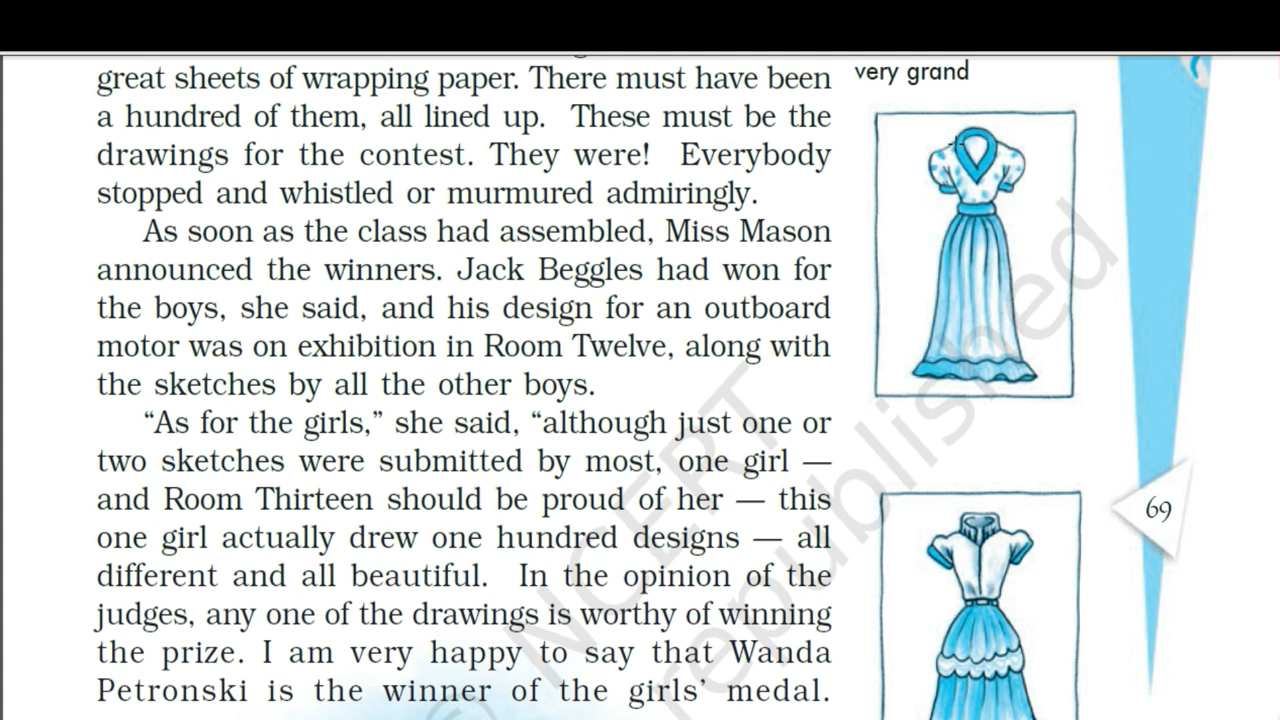 great sheets of wrapping paper. There must have been
a hundred of them, all lined up. These must be the
drawings for the contest. They were! Everybody
stopped and whistled or murmured admiringly.
As soon as the class had assembled, Miss Mason
announced the winners. Jack Beggles had won for
the boys, she said, and his design for an outboard
motor was on exhibition in Room Twelve, along with
the sketches by all the other boys.
“As for the girls,” she said, “although just one or
two sketches were submitted by most, one girl —
and Room Thirteen should be proud of her — this
one girl actually drew one hundred designs — all
different and all beautiful. In the opinion of the
judges, any one of the drawings is worthy of winning
the prize. I am very happy to say that Wanda
Petronski is the winner of the girls’ medal.
very grand
69
© NCERT
republished